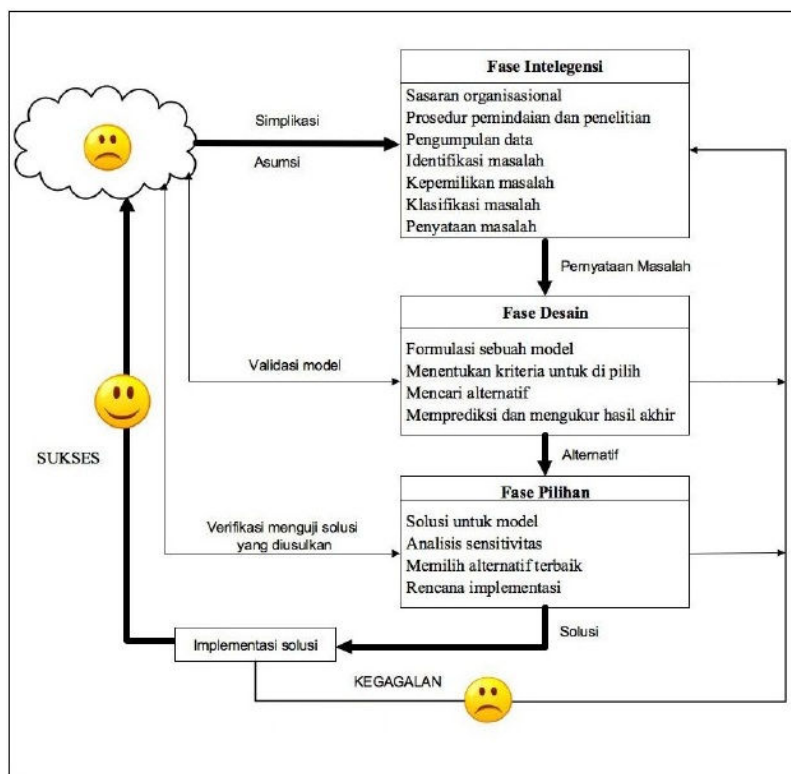 Fase Intelegensi
Sasaran organisasional
Prosedur pemindaian dan penelitian
Pengumpulan data
Identifikasi masalah
Kepemilikan masalah
Klasifikasi masalah
Penyataan masalah
Simplikasi
Asumsi
Pernyataan Masalah
Fase Desain
Formulasi sebuah model
Menentukan kriteria untuk di pilih
Mencari alternatif
Memprediksi dan mengukur hasil akhir
Validasi model
Alternatif
SUKSES
Fase Pilihan
Solusi untuk model
Analisis sensitivitas
Memilih alternatif terbaik
Rencana implementasi
Verifikasi menguji solusi
yang diusulkan
Solusi
Implementasi solusi
KEGAGALAN